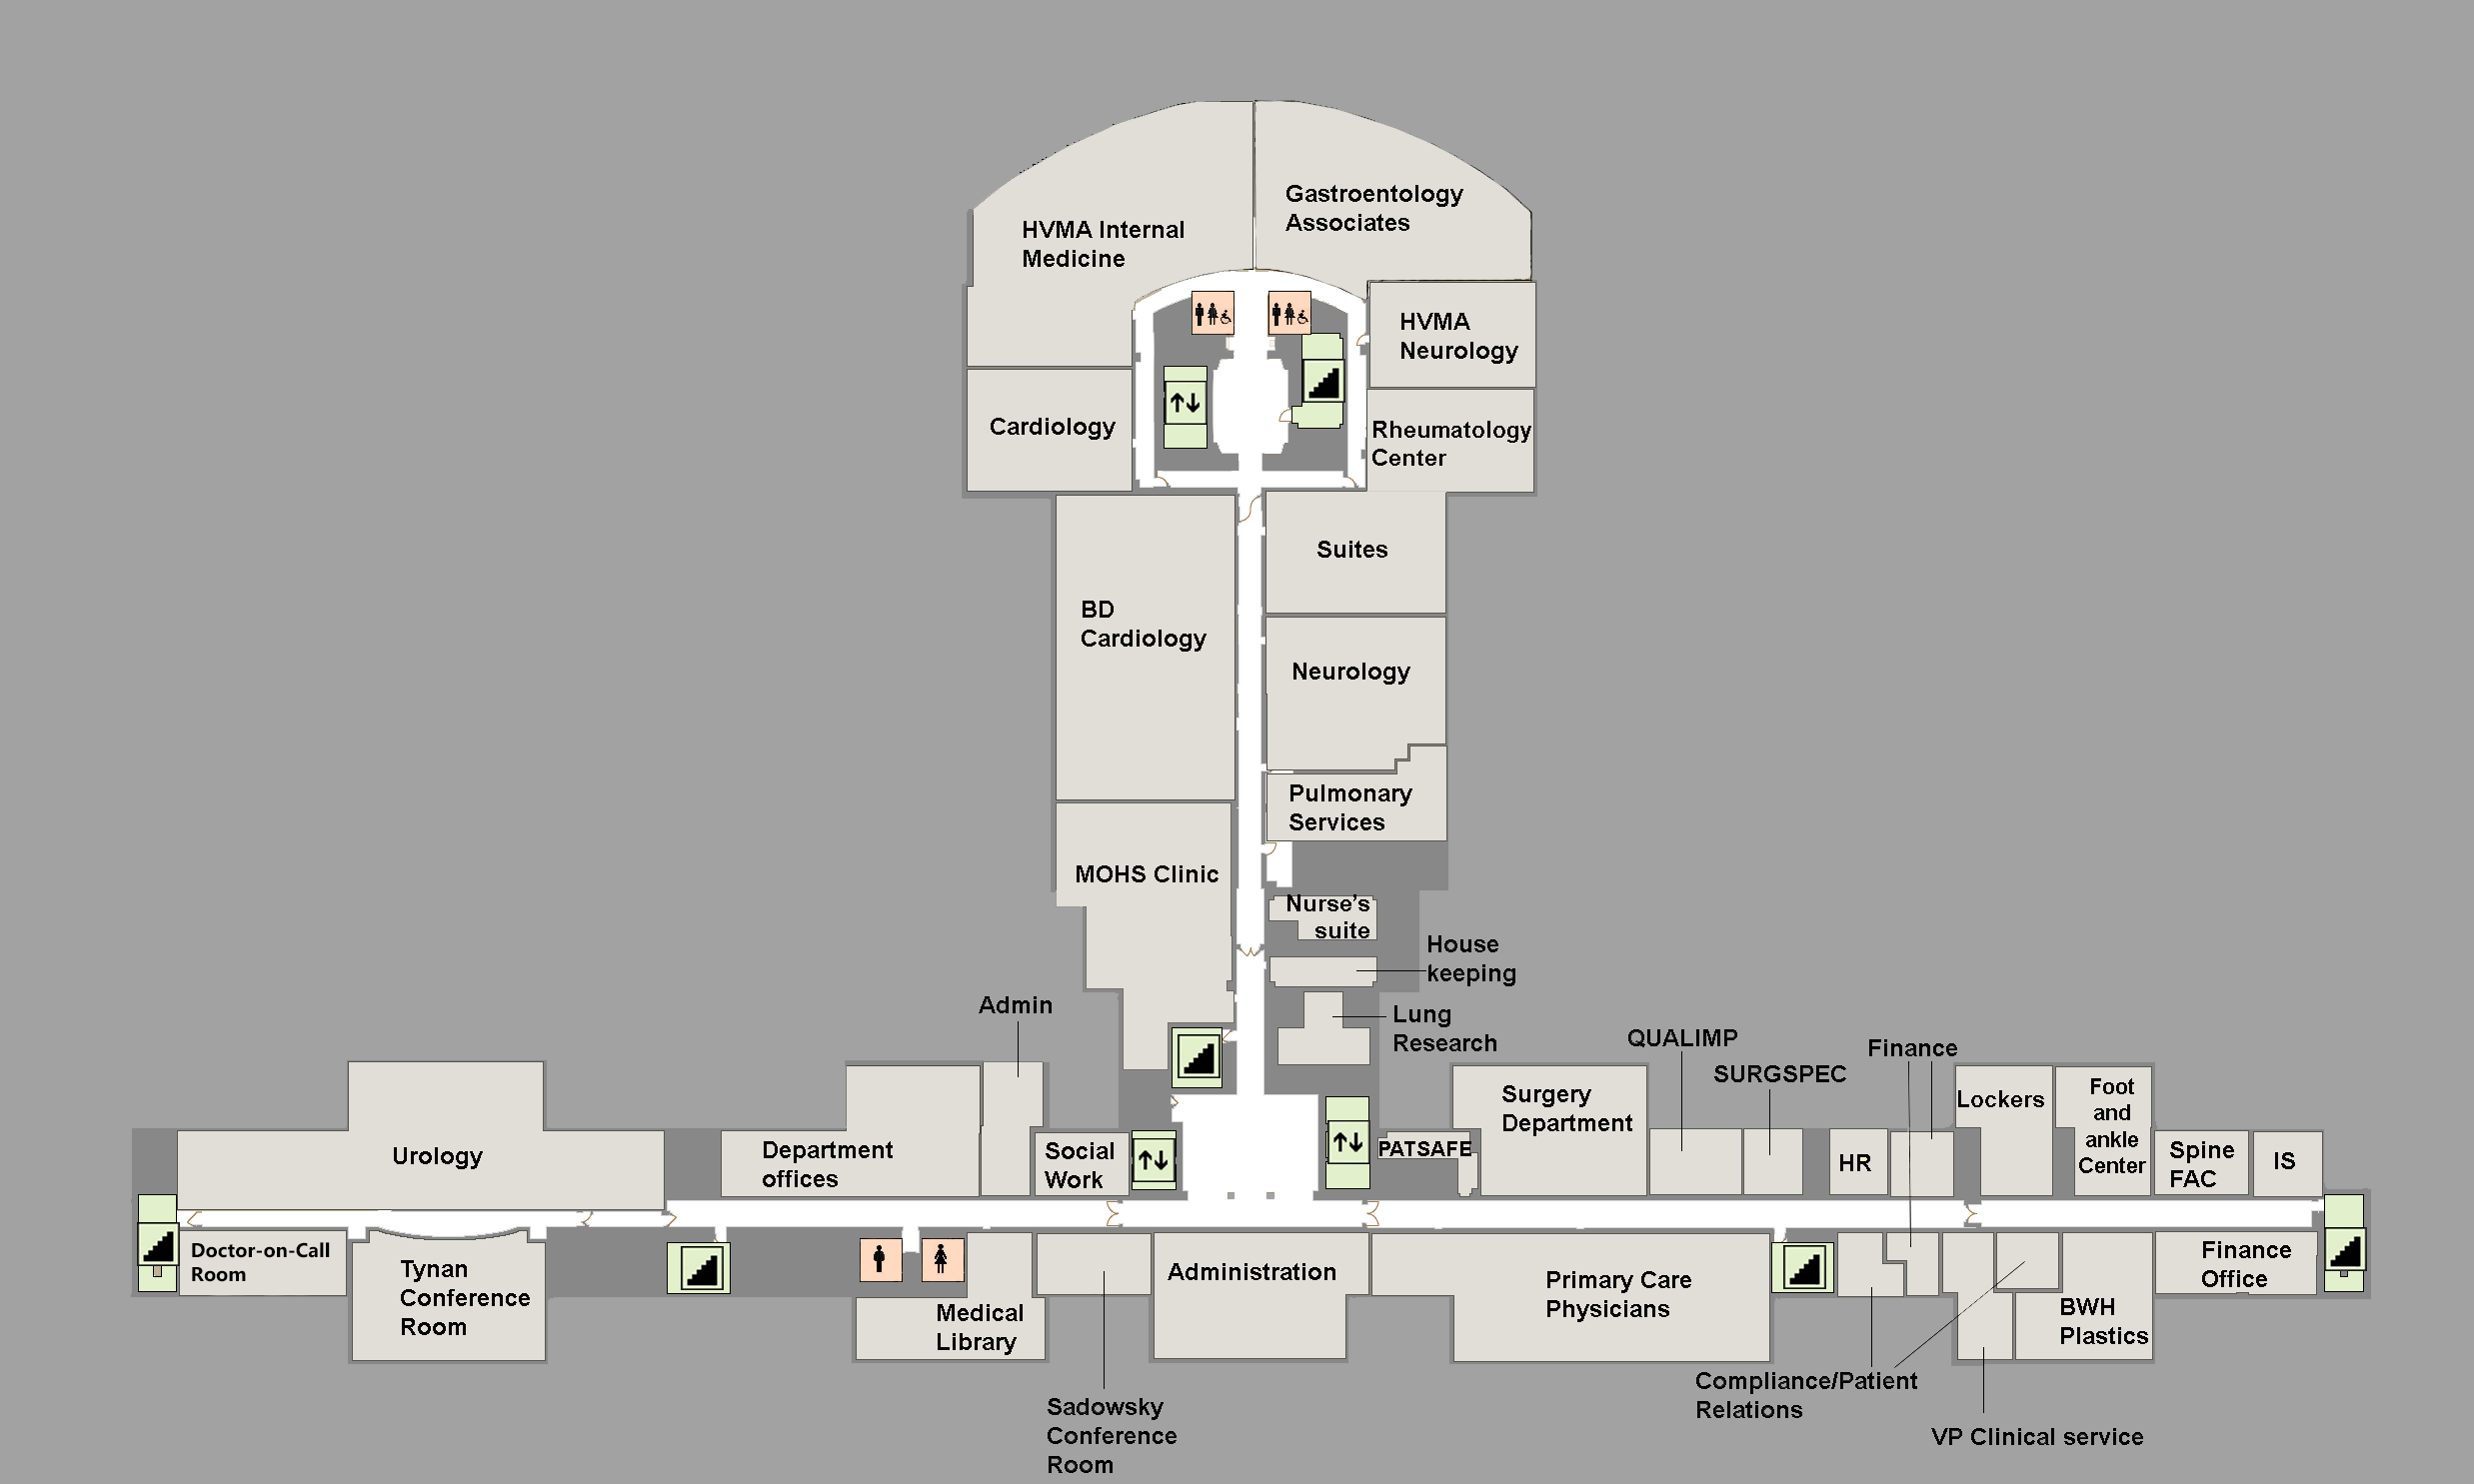 Gastroentology
Associates
HVMA Internal
Medicine
HVMA
Neurology
Cardiology
Rheumatology
Center
Suites
BD
Cardiology
Neurology
Pulmonary
Services
MOHS Clinic
Nurse's
suite
House
keeping
Admin
Lung
Research
QUALIMP
Finance
SURGSPEC
Surgery
Department
Lockers
Foot
and
ankle
Center
Urology
Department
offices
Social
Work
PATSAFE
HR
Spine
FAC
IS
Doctor-on-Call
Room
Tynan
Conference
Room
Medical
Library
Administration
Primary Care
Physicians
Finance
Office
BWH
Plastics
Compliance/Patient
Relations
Sadowsky
Conference
Room
VP Clinical service